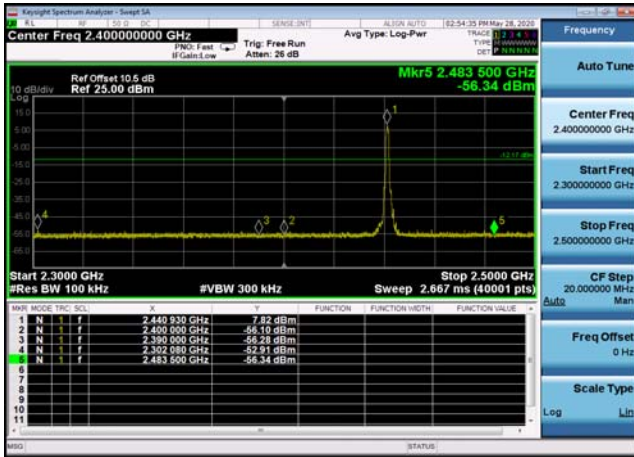 Keysight Spectrum Analyzer - Swept SA
RL RF 50 Ω DC SENSE:INT ALIGN AUTO 02:54:35 PM May 28, 2020
Center Freq 2.400000000 GHz
PNO: Fast
IFGain:Low
Trig: Free Run
Atten: 26 dB
Avg Type: Log-Pwr
TRACE 1 2 3 4 5 6
TYPE
DET P N N N N N
Frequency
Auto Tune
Center Freq
2.400000000 GHz
Start Freq
2.300000000 GHz
Stop Freq
2.500000000 GHz
CF Step
20.000000 MHz
Auto Man
Freq Offset
0 Hz
Scale Type
Log Lin
Ref Offset 10.5 dB
10 dB/div Ref 25.00 dBm
Log
Mkr5 2.483 500 GHz
-56.34 dBm
15.0
5.00
-5.00
-15.0
-25.0
-35.0
-45.0
-55.0
-65.0
-12.17 dBm
1
2
3
4
5
Start 2.3000 GHz
#Res BW 100 kHz
#VBW 300 kHz
Stop 2.5000 GHz
Sweep 2.667 ms (40001 pts)
MKR MODE TRC SCL X Y FUNCTION FUNCTION WIDTH FUNCTION VALUE
1 N 1 f 2.440 930 GHz 7.82 dBm
2 N 1 f 2.400 000 GHz -56.10 dBm
3 N 1 f 2.390 000 GHz -56.28 dBm
4 N 1 f 2.302 080 GHz -52.91 dBm
5 N 1 f 2.483 500 GHz -56.34 dBm
6
7
8
9
10
11
MSG
STATUS